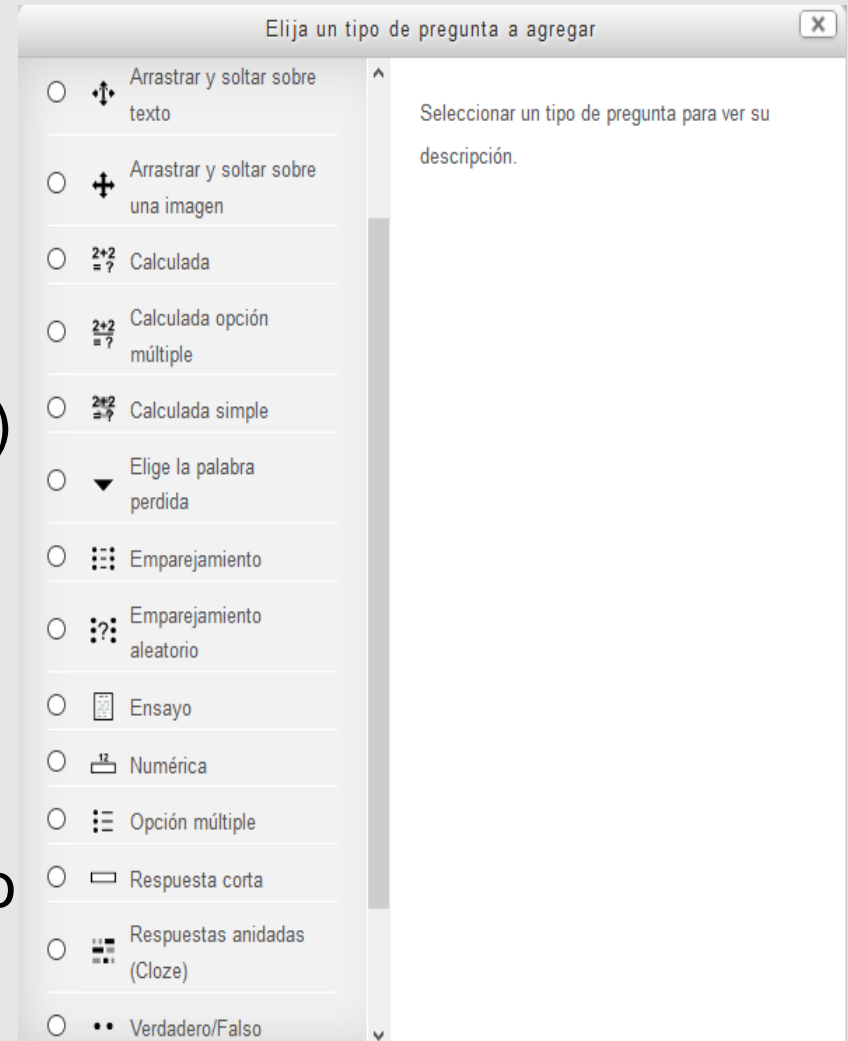 Elija un tipo de pregunta a agregar
Arrastrar y soltar sobre
texto
Arrastrar y soltar sobre
una imagen
2+2
= ?
Calculada
2+2
= ?
Calculada opción
múltiple
2+2
= ?
Calculada simple
Elige la palabra
perdida
Emparejamiento
Emparejamiento
aleatorio
Ensayo
12
Numérica
Opción múltiple
Respuesta corta
Respuestas anidadas
(Cloze)
Verdadero/Falso
Seleccionar un tipo de pregunta para ver su
descripción.
)
o